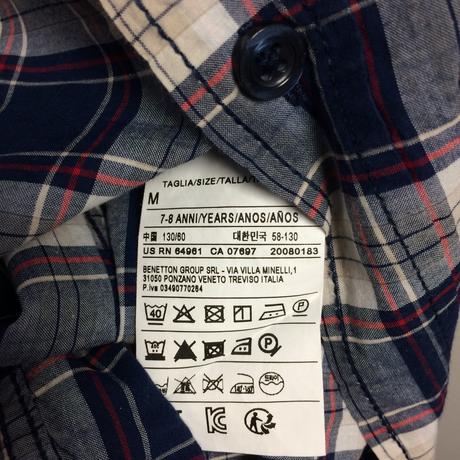 TAGLIA/SIZE/TALLA/
M
7-8 ANNI/YEARS/ANOS/AÑOS
中国 130/60 대한민국 58-130
US RN 54961 CA 07697 20080183
BENETTON GROUP SRL - VIA VILLA MINELLI,1
31050 PONZANO VENETO TREVISO ITALIA
P.iva 03490770264
40 P
P